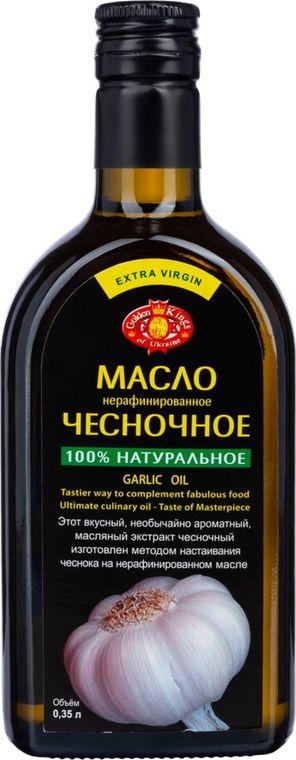 EXTRA VIRGIN
Golden Kings
of Ukraine
МАСЛО
нерафинированное
ЧЕСНОЧНОЕ
100% НАТУРАЛЬНОЕ
GARLIC OIL
Tastier way to complement fabulous food
Ultimate culinary oil - Taste of Masterpiece
Этот вкусный, необычайно ароматный,
масляный экстракт чесночный
изготовлен методом настаивания
чеснока на нерафинированном масле
Объём
0,35 л